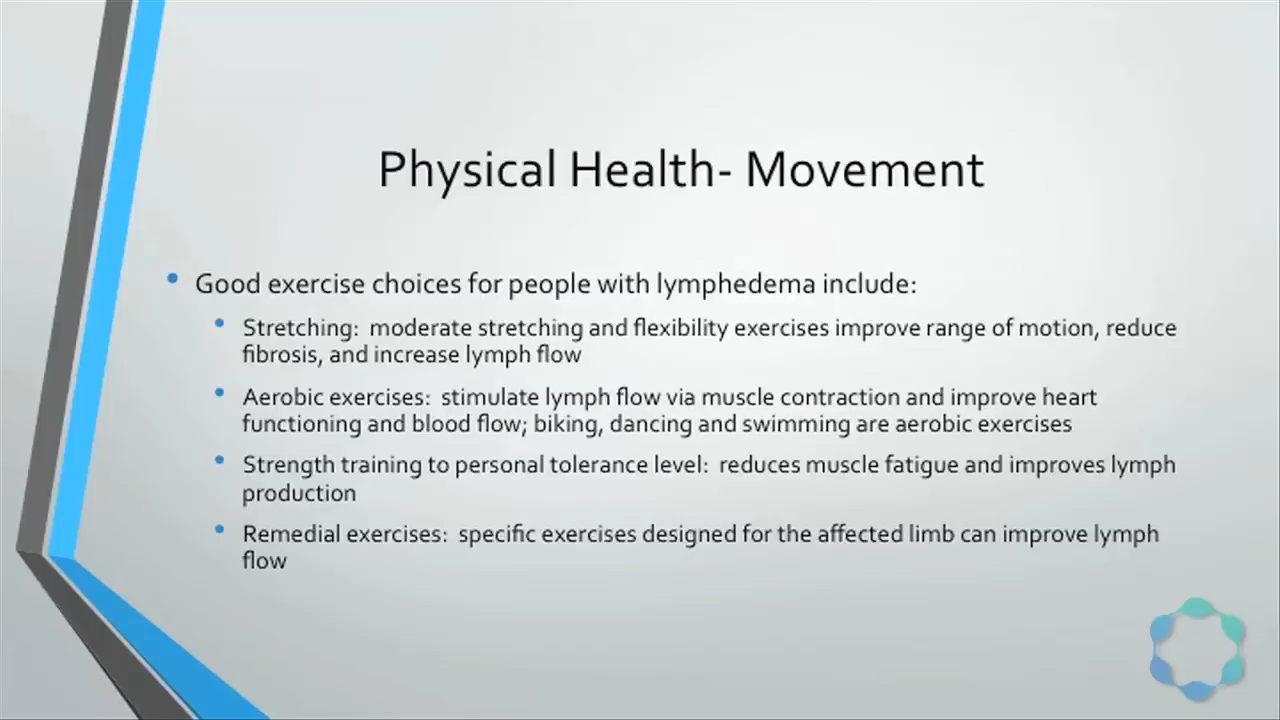 Physical Health- Movement
• Good exercise choices for people with lymphedema include:
• Stretching:  moderate stretching and flexibility exercises improve range of motion, reduce
fibrosis, and increase lymph flow
• Aerobic exercises:  stimulate lymph flow via muscle contraction and improve heart
functioning and blood flow; biking, dancing and swimming are aerobic exercises
• Strength training to personal tolerance level:  reduces muscle fatigue and improves lymph
production
• Remedial exercises:  specific exercises designed for the affected limb can improve lymph
flow